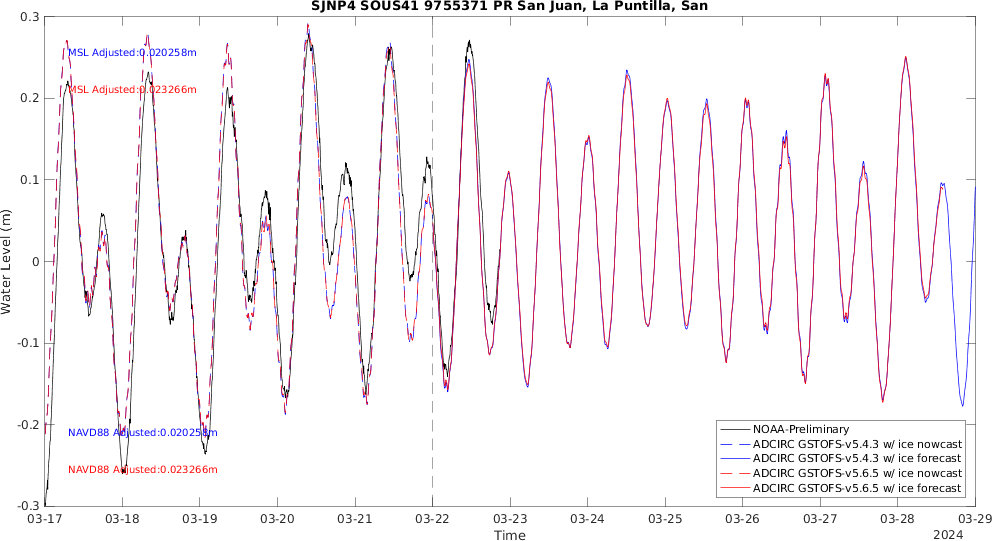 SJNP4 SOUS41 9755371 PR San Juan, La Puntilla, San
0.3
MSL Adjusted:0.020258m
MSL Adjusted:0.023266m
0.2
0.1
0
Water Level (m)
-0.1
-0.2
NAVD88 Adjusted:0.020258m
NAVD88 Adjusted:0.023266m
-0.3
NOAA-Preliminary
ADCIRC GSTOFS-v5.4.3 w/ ice nowcast
ADCIRC GSTOFS-v5.4.3 w/ ice forecast
ADCIRC GSTOFS-v5.6.5 w/ ice nowcast
ADCIRC GSTOFS-v5.6.5 w/ ice forecast
03-17 03-18 03-19 03-20 03-21 03-22 03-23 03-24 03-25 03-26 03-27 03-28 03-29
Time
2024